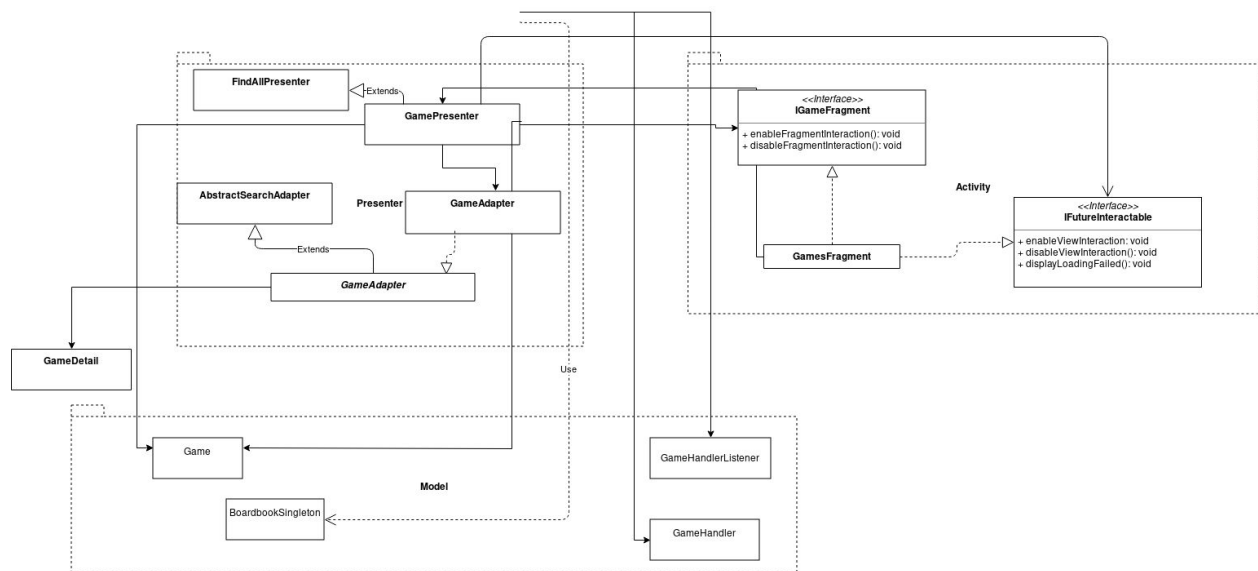 FindAllPresenter
Extends
GamePresenter
<<Interface>>
IGameFragment
+ enableFragmentInteraction(): void
+ disableFragmentInteraction(): void
AbstractSearchAdapter
Presenter
GameAdapter
Activity
<<Interface>>
IFutureInteractable
+ enableViewInteraction: void
+ disableViewInteraction(): void
+ displayLoadingFailed(): void
Extends
GamesFragment
GameAdapter
GameDetail
Use
Game
GameHandlerListener
Model
BoardbookSingleton
GameHandler